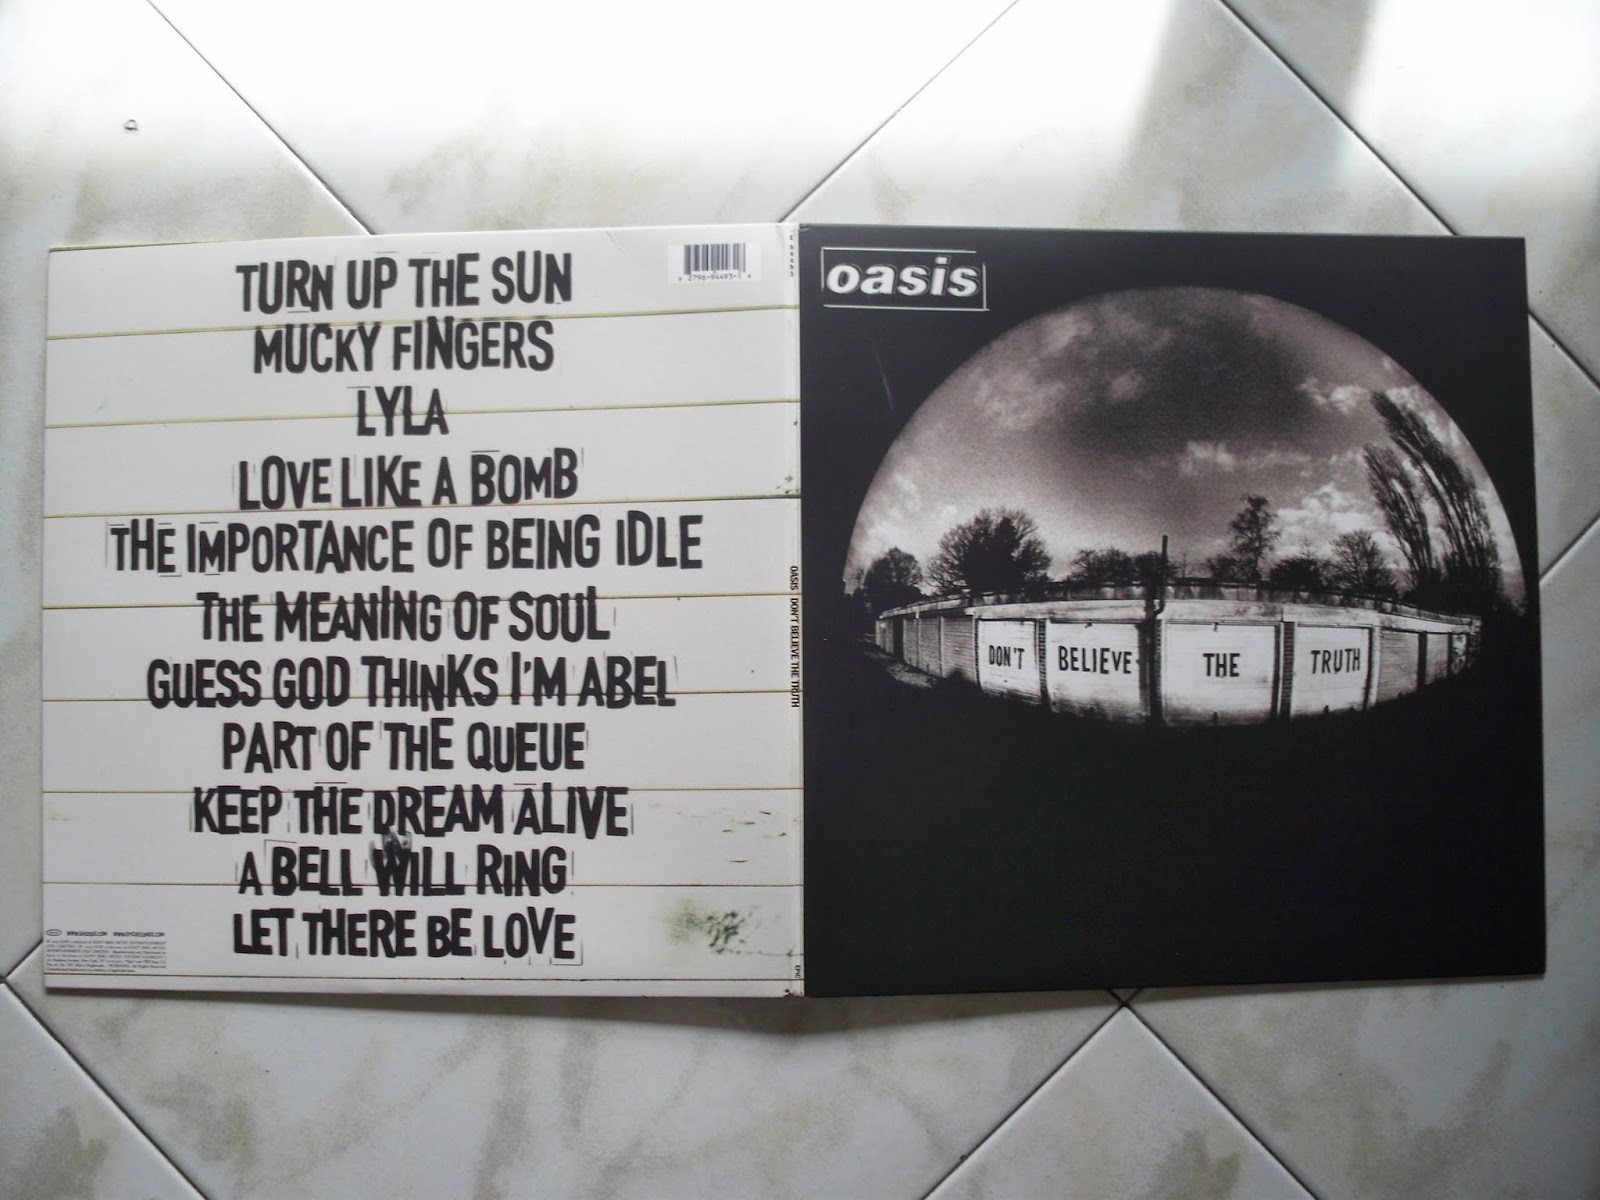 TURN UP THE SUN
MUCKY FINGERS
LYLA
LOVE LIKE A BOMB
THE IMPORTANCE OF BEING IDLE
THE MEANING OF SOUL
GUESS GOD THINKS I'M ABEL
PART OF THE QUEUE
KEEP THE DREAM ALIVE
A BELL WILL RING
LET THERE BE LOVE
OASIS DON'T BELIEVE THE TRUTH
EPIC
oasis
DON'T BELIEVE THE TRUTH